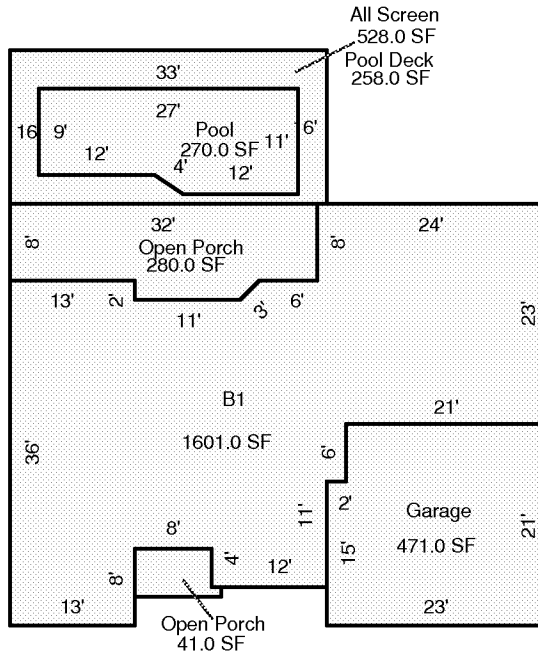 All Screen
528.0 SF
Pool Deck
258.0 SF
33'
27'
16
9'
Pool
270.0 SF
11'
16'
12'
4'
12'
32'
24'
8'
Open Porch
280.0 SF
8'
13'
2'
11'
3'
6'
23'
B1
1601.0 SF
21'
36'
6'
11'
2'
Garage
471.0 SF
21'
15'
8'
4'
12'
8'
13'
23'
Open Porch
41.0 SF